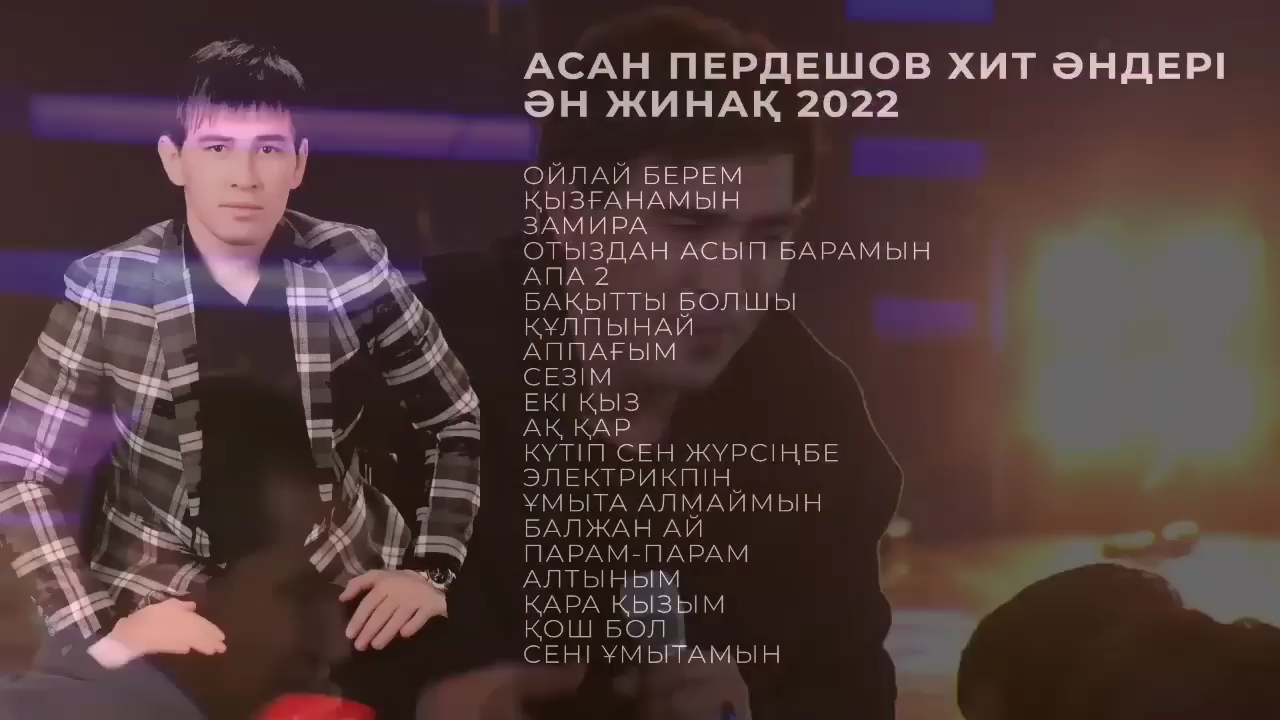 АСАН ПЕРДЕШОВ ХИТ ӘНДЕРІ
ӘН ЖИНАҚ 2022
ОЙЛАЙ БЕРЕМ
ҚЫЗҒАНАМЫН
ЗАМИРА
ОТЫЗДАН АСЫП БАРАМЫН
АПА 2
БАҚЫТТЫ БОЛШЫ
ҚҰЛПЫНАЙ
АППАҒЫМ
СЕЗІМ
ЕКІ ҚЫЗ
АҚ ҚАР
КҮТІП СЕН ЖҮРСІҢБЕ
ЭЛЕКТРИКПІН
ҰМЫТА АЛМАЙМЫН
БАЛЖАН АЙ
ПАРАМ-ПАРАМ
АЛТЫНЫМ
ҚАРА ҚЫЗЫМ
ҚОШ БОЛ
СЕНІ ҰМЫТАМЫН